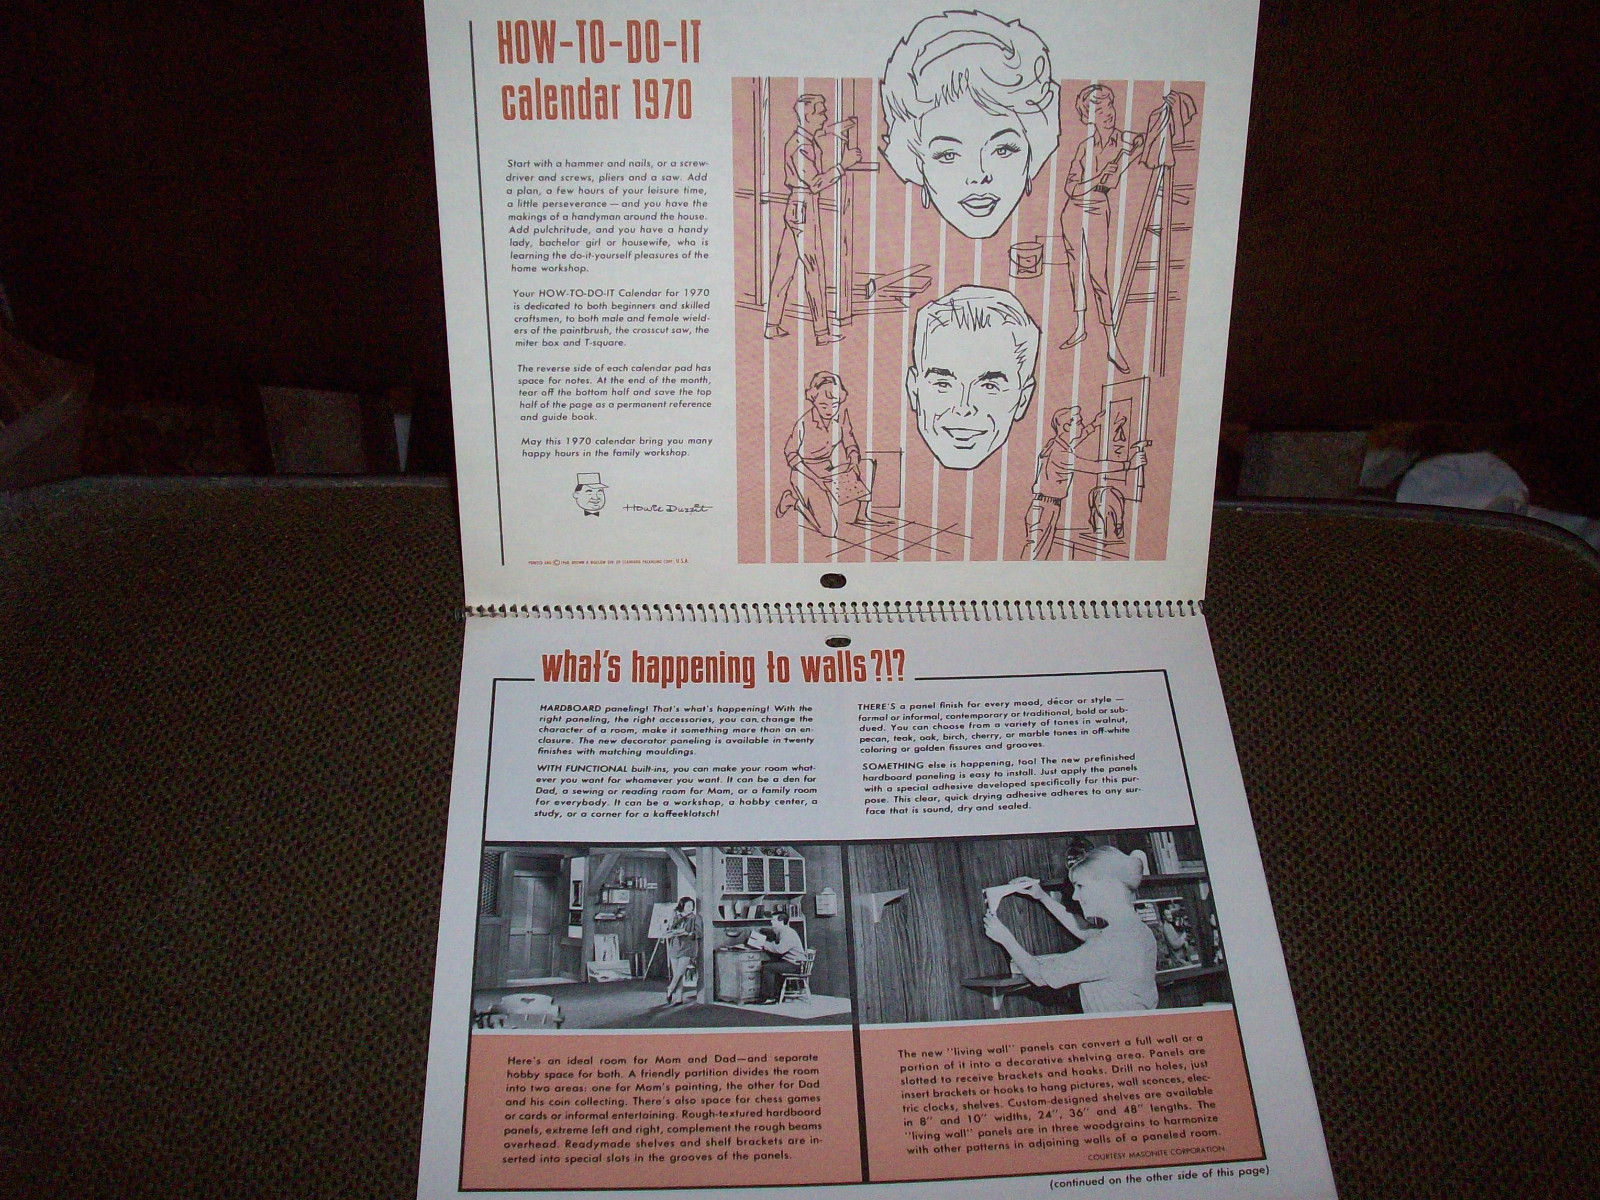 HOW-TO-DO-IT
calendar 1970
Start with a hammer and nails, or a screw-
driver and screws, pliers and a saw. Add
a plan, a few hours of your leisure time,
a little perseverance — and you have the
makings of a handyman around the house.
Add pulchritude, and you have a handy
lady, bachelor girl or housewife, who is
learning the do-it-yourself pleasures of the
home workshop.
Your HOW-TO-DO-IT Calendar for 1970
is dedicated to both beginners and skilled
craftsmen, to both male and female wield-
ers of the paintbrush, the crosscut saw, the
miter box and T-square.
The reverse side of each calendar pad has
space for notes. At the end of the month,
tear off the bottom half and save the top
half of the page as a permanent reference
and guide book.
May this 1970 calendar bring you many
happy hours in the family workshop.
Howie Duzzit
PRINTED AND © 1968, BROWN & BIGELOW DIV. OF STANDARD PACKAGING CORP., U.S.A.
what's happening to walls?!?
HARDBOARD paneling! That's what's happening! With the
right paneling, the right accessories, you can change the
character of a room, make it something more than an en-
closure. The new decorator paneling is available in twenty
finishes with matching mouldings.
WITH FUNCTIONAL built-ins, you can make your room what-
ever you want for whomever you want. It can be a den for
Dad, a sewing or reading room for Mom, or a family room
for everybody. It can be a workshop, a hobby center, a
study, or a corner for a kaffeeklatsch!
THERE'S a panel finish for every mood, décor or style —
formal or informal, contemporary or traditional, bold or sub-
dued. You can choose from a variety of tones in walnut,
pecan, teak, oak, birch, cherry, or marble tones in off-white
coloring or golden fissures and grooves.
SOMETHING else is happening, too! The new prefinished
hardboard paneling is easy to install. Just apply the panels
with a special adhesive developed specifically for this pur-
pose. This clear, quick drying adhesive adheres to any sur-
face that is sound, dry and sealed.
Here's an ideal room for Mom and Dad—and separate
hobby space for both. A friendly partition divides the room
into two areas: one for Mom's painting, the other for Dad
and his coin collecting. There's also space for chess games
or cards or informal entertaining. Rough-textured hardboard
panels, extreme left and right, complement the rough beams
overhead. Readymade shelves and shelf brackets are in-
serted into special slots in the grooves of the panels.
The new "living wall" panels can convert a full wall or a
portion of it into a decorative shelving area. Panels are
slotted to receive brackets and hooks. Drill no holes, just
insert brackets or hooks to hang pictures, wall sconces, elec-
tric clocks, shelves. Custom-designed shelves are available
in 8" and 10" widths, 24", 36" and 48" lengths. The
"living wall" panels are in three woodgrains to harmonize
with other patterns in adjoining walls of a paneled room.
COURTESY MASONITE CORPORATION
(continued on the other side of this page)